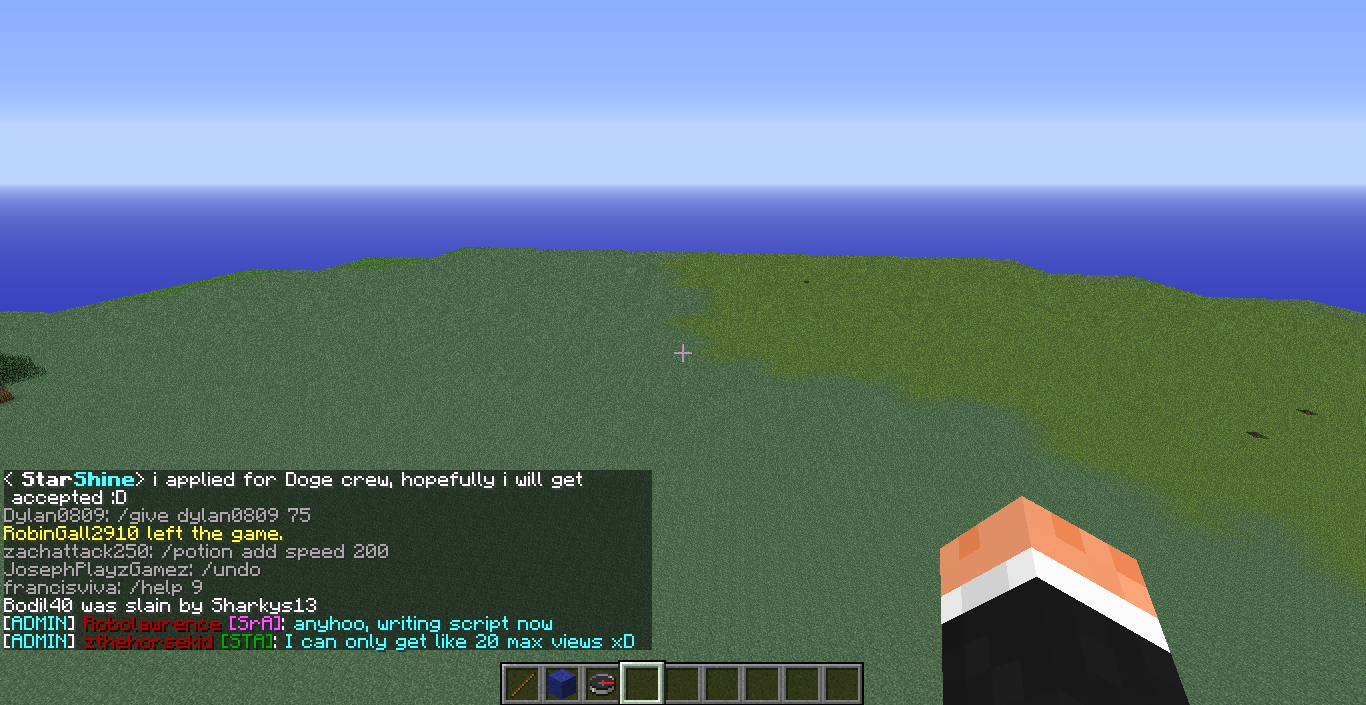 < StarShine> i applied for Doge crew, hopefully i will get
accepted :D
Dylan0809: /give dylan0809 75
RobinGall2910 left the game.
zachattack250: /potion add speed 200
JosephPlayzGamez: /undo
francisviva: /help 9
Bodil40 was slain by Sharkys13
[ADMIN] Robolawrence [SrA]: anyhoo, writing script now
[ADMIN] zthehorsekid [STA]: I can only get like 20 max views xD